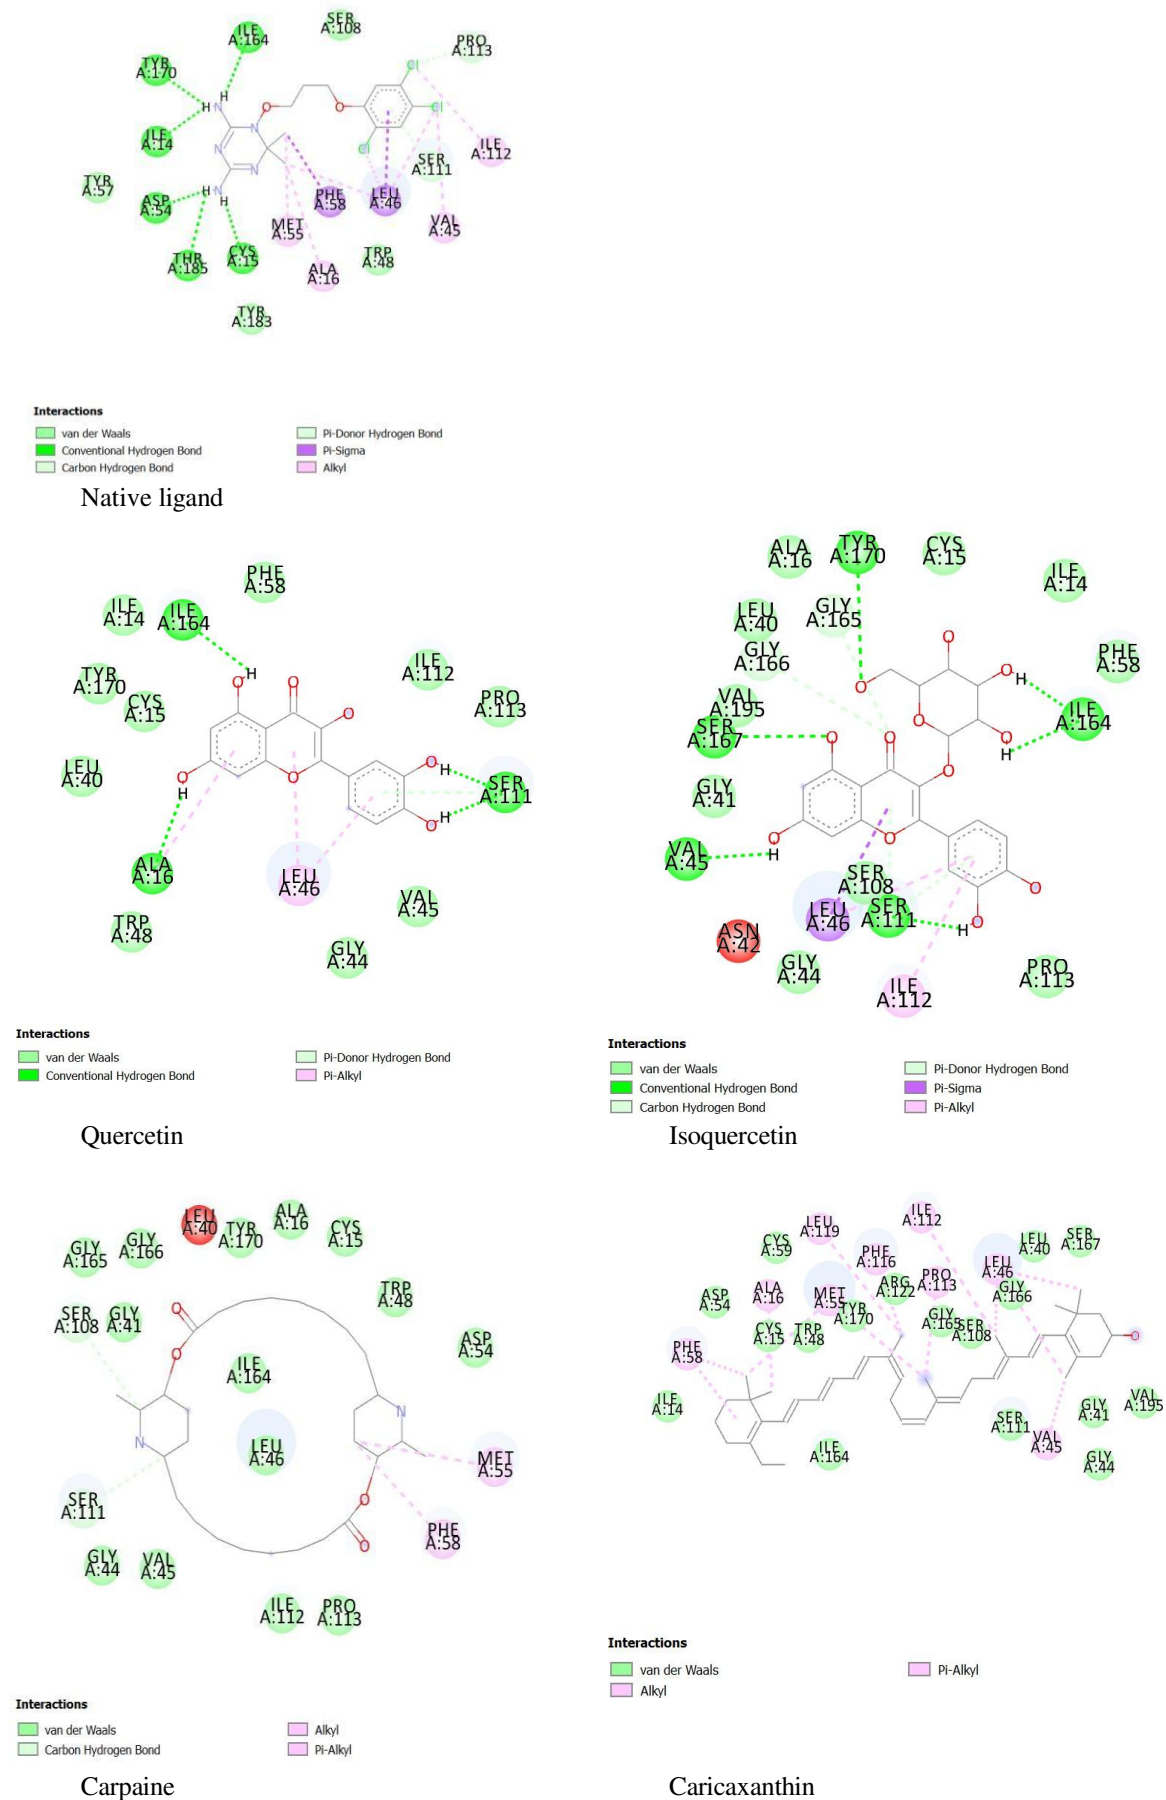 SER
A:108
ILE
A:164
PRO
A:113
TYR
A:170
Cl
H
H
N
O
O
N
Cl
ILE
A:14
N
Cl
ILE
A:112
SER
A:111
N
TYR
A:57
ASP
A:54
H
N
H
PHE
A:58
LEU
A:46
MET
A:55
VAL
A:45
THR
A:185
CYS
A:15
TRP
A:48
ALA
A:16
TYR
A:183
Interactions
van der Waals
Conventional Hydrogen Bond
Carbon Hydrogen Bond
Pi-Donor Hydrogen Bond
Pi-Sigma
Alkyl
Native ligand
PHE
A:58
ILE
A:14
ILE
A:164
TYR
A:170
CYS
A:15
H
O
O
O
ILE
A:112
PRO
A:113
LEU
A:40
O
H
O
O
H
SER
A:111
O
H
ALA
A:16
LEU
A:46
VAL
A:45
TRP
A:48
GLY
A:44
Interactions
van der Waals
Conventional Hydrogen Bond
Pi-Donor Hydrogen Bond
Pi-Alkyl
Quercetin
ALA
A:16
TYR
A:170
CYS
A:15
ILE
A:14
LEU
A:40
GLY
A:165
GLY
A:166
O
O
H
PHE
A:58
VAL
A:195
O
O
O
H
ILE
A:164
SER
A:167
O
O
O
GLY
A:41
VAL
A:45
O
H
O
SER
A:108
LEU
A:46
SER
A:111
O
O
H
ASN
A:42
GLY
A:44
ILE
A:112
PRO
A:113
Interactions
van der Waals
Conventional Hydrogen Bond
Carbon Hydrogen Bond
Pi-Donor Hydrogen Bond
Pi-Sigma
Pi-Alkyl
Isoquercetin
LEU
A:40
ALA
A:16
GLY
A:165
GLY
A:166
TYR
A:170
CYS
A:15
SER
A:108
GLY
A:41
O
O
TRP
A:48
ASP
A:54
ILE
A:164
N
N
LEU
A:46
MET
A:55
SER
A:111
O
O
PHE
A:58
GLY
A:44
VAL
A:45
ILE
A:112
PRO
A:113
Interactions
van der Waals
Carbon Hydrogen Bond
Alkyl
Pi-Alkyl
Carpaine
CYS
A:59
LEU
A:119
ILE
A:112
PHE
A:116
LEU
A:46
LEU
A:40
SER
A:167
ASP
A:54
ALA
A:16
MET
A:55
ARG
A:122
PRO
A:113
GLY
A:166
CYS
A:15
TRP
A:48
TYR
A:170
GLY
A:165
SER
A:108
O
PHE
A:58
ILE
A:14
ILE
A:164
SER
A:111
VAL
A:45
GLY
A:41
VAL
A:195
GLY
A:44
Interactions
van der Waals
Alkyl
Pi-Alkyl
Caricaxanthin